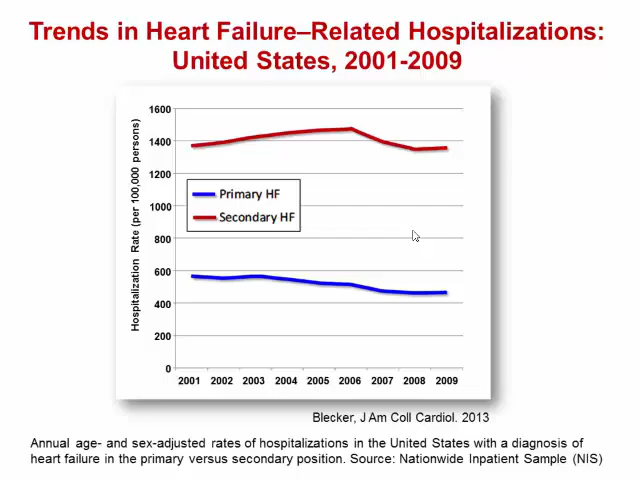 Trends in Heart Failure–Related Hospitalizations:
United States, 2001-2009
1600
1400
1200
1000
800
600
400
200
0
Hospitalization Rate (per 100,000 persons)
Primary HF
Secondary HF
2001 2002 2003 2004 2005 2006 2007 2008 2009
Blecker, J Am Coll Cardiol. 2013
Annual age- and sex-adjusted rates of hospitalizations in the United States with a diagnosis of
heart failure in the primary versus secondary position. Source: Nationwide Inpatient Sample (NIS)